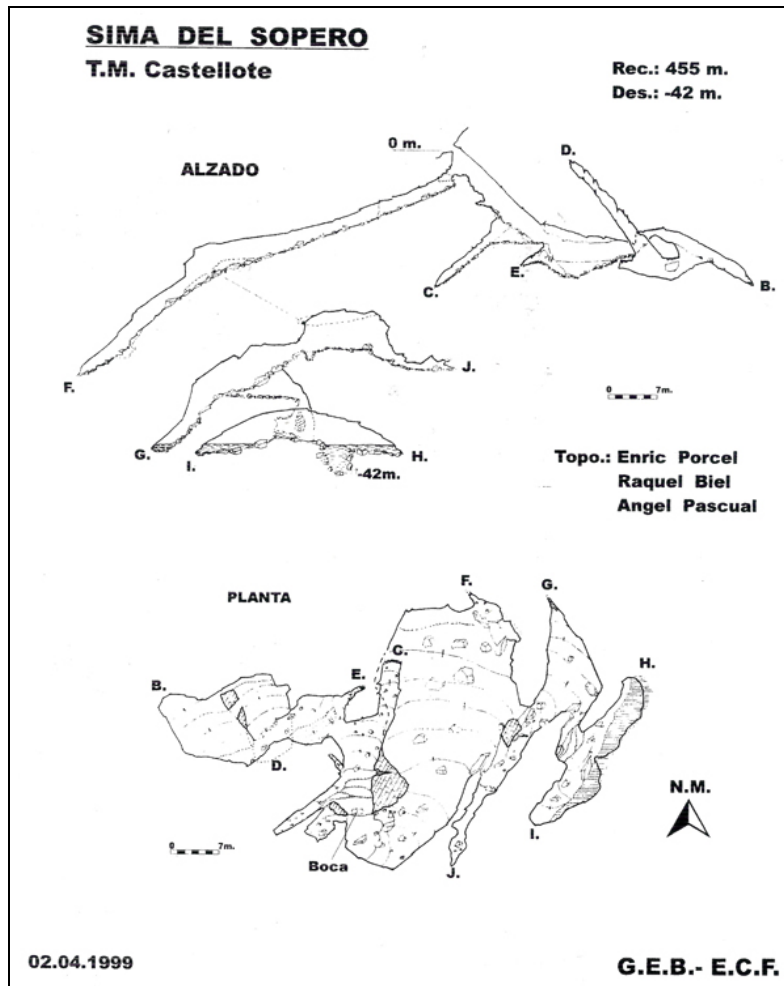 SIMA DEL SOPERO
T.M. Castellote
Rec.: 455 m.
Des.: -42 m.
0 m.
D.
ALZADO
C.
E.
B.
F.
J.
0 7m.
G.
I.
H.
-42m.
Topo.: Enric Porcel
Raquel Biel
Angel Pascual
PLANTA
F.
G.
C.
H.
B.
E.
D.
N.M.
0 7m.
Boca
J.
I.
02.04.1999
G.E.B.- E.C.F.